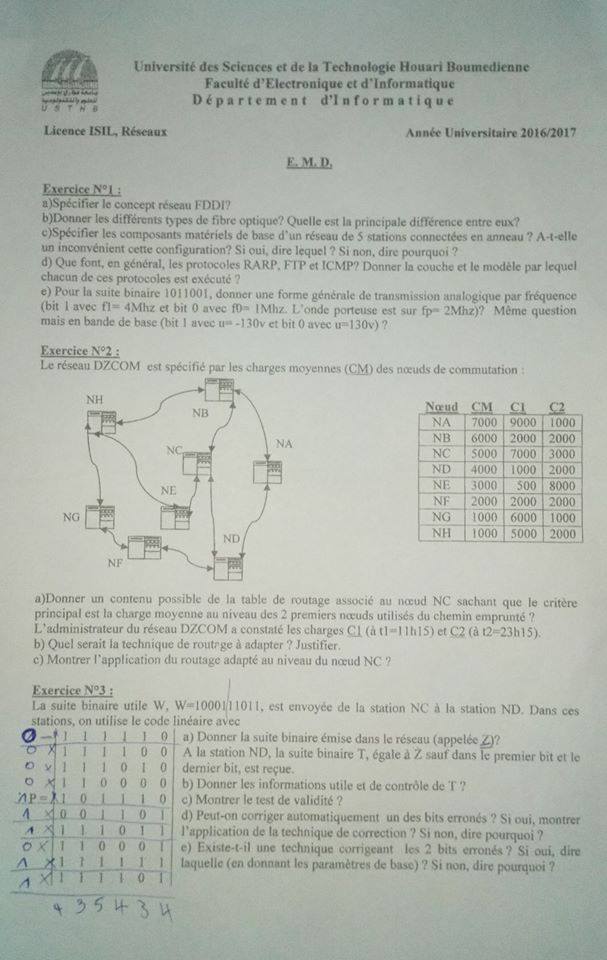 Université des Sciences et de la Technologie Houari Boumedienne
Faculté d'Electronique et d'Informatique
Département d'Informatique
U S T H B
Licence ISIL, Réseaux Année Universitaire 2016/2017
E. M. D.
Exercice N°1 :
a)Spécifier le concept réseau FDDI?
b)Donner les différents types de fibre optique? Quelle est la principale différence entre eux?
c)Spécifier les composants matériels de base d'un réseau de 5 stations connectées en anneau ? A-t-elle
un inconvénient cette configuration? Si oui, dire lequel ? Si non, dire pourquoi ?
d) Que font, en général, les protocoles RARP, FTP et ICMP? Donner la couche et le modèle par lequel
chacun de ces protocoles est exécuté ?
e) Pour la suite binaire 1011001, donner une forme générale de transmission analogique par fréquence
(bit 1 avec f1= 4Mhz et bit 0 avec f0= 1Mhz. L'onde porteuse est sur fp= 2Mhz)? Même question
mais en bande de base (bit 1 avec u= -130v et bit 0 avec u=130v) ?
Exercice N°2 :
Le réseau DZCOM est spécifié par les charges moyennes (CM) des nœuds de commutation :
NH
NB
NC
NA
NE
NG
ND
NF
Nœud CM C1 C2
NA 7000 9000 1000
NB 6000 2000 2000
NC 5000 7000 3000
ND 4000 1000 2000
NE 3000 500 8000
NF 2000 2000 2000
NG 1000 6000 1000
NH 1000 5000 2000
a)Donner un contenu possible de la table de routage associé au nœud NC sachant que le critère
principal est la charge moyenne au niveau des 2 premiers nœuds utilisés du chemin emprunté ?
L'administrateur du réseau DZCOM a constaté les charges C1 (à t1=11h15) et C2 (à t2=23h15).
b) Quel serait la technique de routrge à adapter ? Justifier.
c) Montrer l'application du routage adapté au niveau du nœud NC ?
Exercice N°3 :
La suite binaire utile W, W=1000111011, est envoyée de la station NC à la station ND. Dans ces
stations, on utilise le code linéaire avec
1 1 1 1 1 0
0 x 1 1 1 1 0 0
0 x 1 1 1 0 1 0
0 x 1 1 0 0 0 0
P = 1 0 1 1 1 0
1 x 0 0 1 1 0 1
1 x 1 1 1 0 1 1
0 x 1 1 0 0 0 1
1 x 1 1 1 1 1 1
1 x 1 1 1 1 0 1
4 3 5 4 3 4
a) Donner la suite binaire émise dans le réseau (appelée Z)?
A la station ND, la suite binaire T, égale à Z sauf dans le premier bit et le
dernier bit, est reçue.
b) Donner les informations utile et de contrôle de T ?
c) Montrer le test de validité ?
d) Peut-on corriger automatiquement un des bits erronés ? Si oui, montrer
l'application de la technique de correction ? Si non, dire pourquoi ?
e) Existe-t-il une technique corrigeant les 2 bits erronés ? Si oui, dire
laquelle (en donnant les paramètres de base) ? Si non, dire pourquoi ?